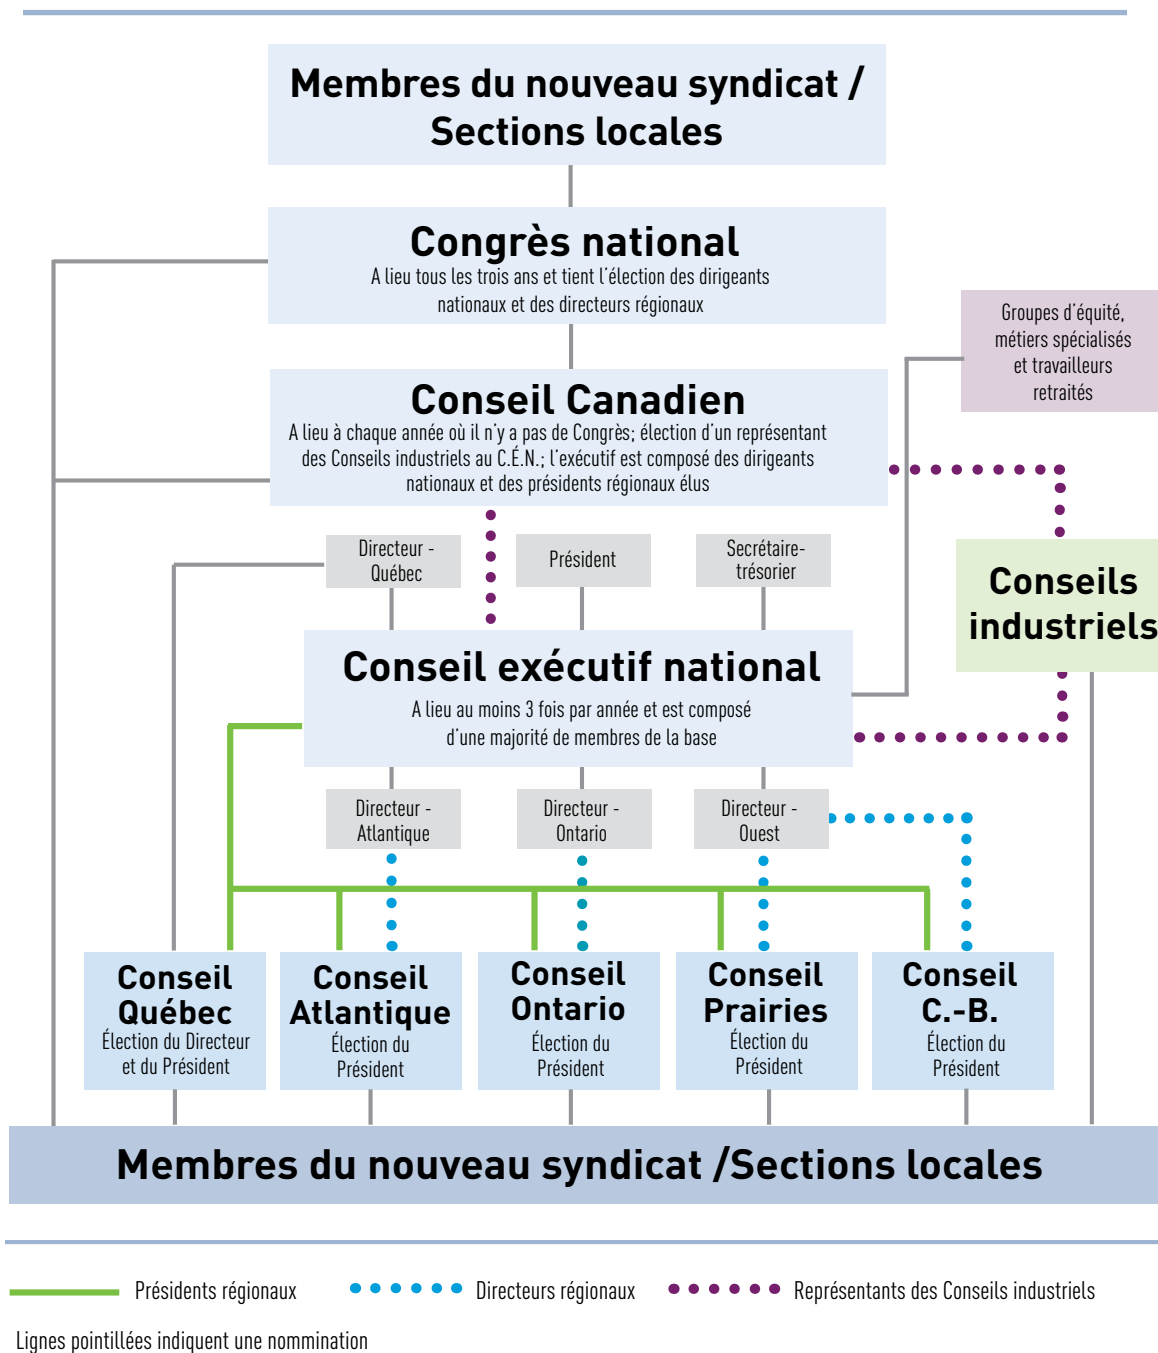 Membres du nouveau syndicat /
Sections locales
Congrès national
A lieu tous les trois ans et tient l'élection des dirigeants
nationaux et des directeurs régionaux
Groupes d'équité,
métiers spécialisés
et travailleurs
retraités
Conseil Canadien
A lieu à chaque année où il n'y a pas de Congrès; élection d'un représentant
des Conseils industriels au C.É.N.; l'exécutif est composé des dirigeants
nationaux et des présidents régionaux élus
Directeur -
Québec
Président
Secrétaire-
trésorier
Conseils
industriels
Conseil exécutif national
A lieu au moins 3 fois par année et est composé
d'une majorité de membres de la base
Directeur -
Atlantique
Directeur -
Ontario
Directeur -
Ouest
Conseil
Québec
Élection du Directeur
et du Président
Conseil
Atlantique
Élection du
Président
Conseil
Ontario
Élection du
Président
Conseil
Prairies
Élection du
Président
Conseil
C.-B.
Élection du
Président
Membres du nouveau syndicat /Sections locales
Présidents régionaux
Directeurs régionaux
Représentants des Conseils industriels
Lignes pointillées indiquent une nommination